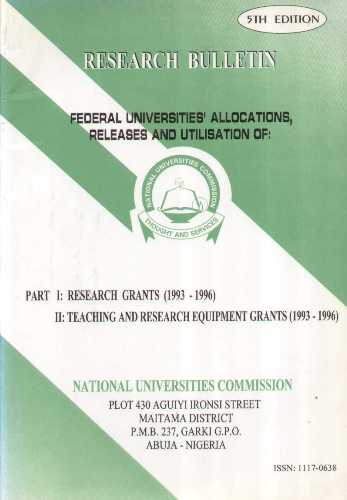 5TH EDITION
RESEARCH BULLETIN
FEDERAL UNIVERSITIES' ALLOCATIONS,
RELEASES AND UTILISATION OF:
NATIONAL UNIVERSITIES COMMISSION
THOUGHT AND SERVICES
PART I: RESEARCH GRANTS (1993 - 1996)
II: TEACHING AND RESEARCH EQUIPMENT GRANTS (1993 - 1996)
NATIONAL UNIVERSITIES COMMISSION
PLOT 430 AGUIYI IRONSI STREET
MAITAMA DISTRICT
P.M.B. 237, GARKI G.P.O.
ABUJA - NIGERIA
ISSN: 1117-0638